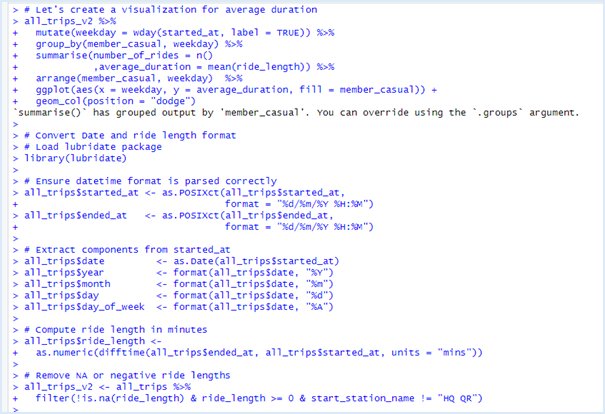 > # Let's create a visualization for average duration
> all_trips_v2 %>%
+   mutate(weekday = wday(started_at, label = TRUE)) %>%
+   group_by(member_casual, weekday) %>%
+   summarise(number_of_rides = n()
+             ,average_duration = mean(ride_length)) %>%
+   arrange(member_casual, weekday)  %>%
+   ggplot(aes(x = weekday, y = average_duration, fill = member_casual)) +
+   geom_col(position = "dodge")
`summarise()` has grouped output by 'member_casual'. You can override using the `.groups` argument.
>
> # Convert Date and ride length format
> # Load lubridate package
> library(lubridate)
>
> # Ensure datetime format is parsed correctly
> all_trips$started_at <- as.POSIXct(all_trips$started_at,
+                                    format = "%d/%m/%Y %H:%M")
> all_trips$ended_at   <- as.POSIXct(all_trips$ended_at,
+                                    format = "%d/%m/%Y %H:%M")
>
> # Extract components from started_at
> all_trips$date        <- as.Date(all_trips$started_at)
> all_trips$year        <- format(all_trips$date, "%Y")
> all_trips$month       <- format(all_trips$date, "%m")
> all_trips$day         <- format(all_trips$date, "%d")
> all_trips$day_of_week <- format(all_trips$date, "%A")
>
> # Compute ride length in minutes
> all_trips$ride_length <-
+   as.numeric(difftime(all_trips$ended_at, all_trips$started_at, units = "mins"))
>
> # Remove NA or negative ride lengths
> all_trips_v2 <- all_trips %>%
+   filter(!is.na(ride_length) & ride_length >= 0 & start_station_name != "HQ QR")
>